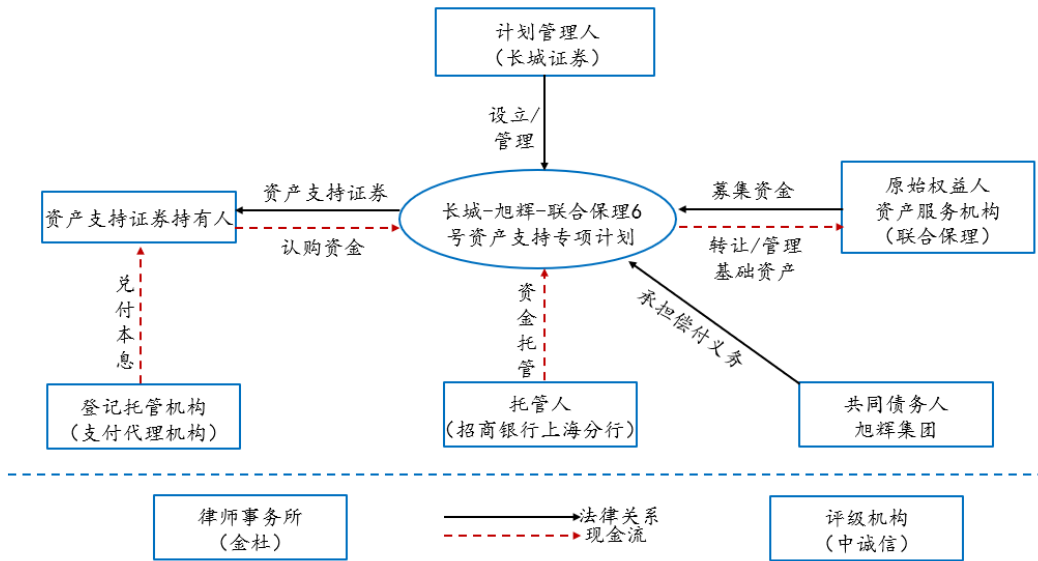 计划管理人
（长城证券）
设立/
管理
资产支持证券
募集资金
原始权益人
资产服务机构
（联合保理）
资产支持证券持有人
长城-旭辉-联合保理6
号资产支持专项计划
认购资金
转让/管理
基础资产
兑付本息
资金托管
承担偿付义务
登记托管机构
（支付代理机构）
托管人
（招商银行上海分行）
共同债务人
旭辉集团
律师事务所
（金杜）
法律关系
现金流
评级机构
（中诚信）